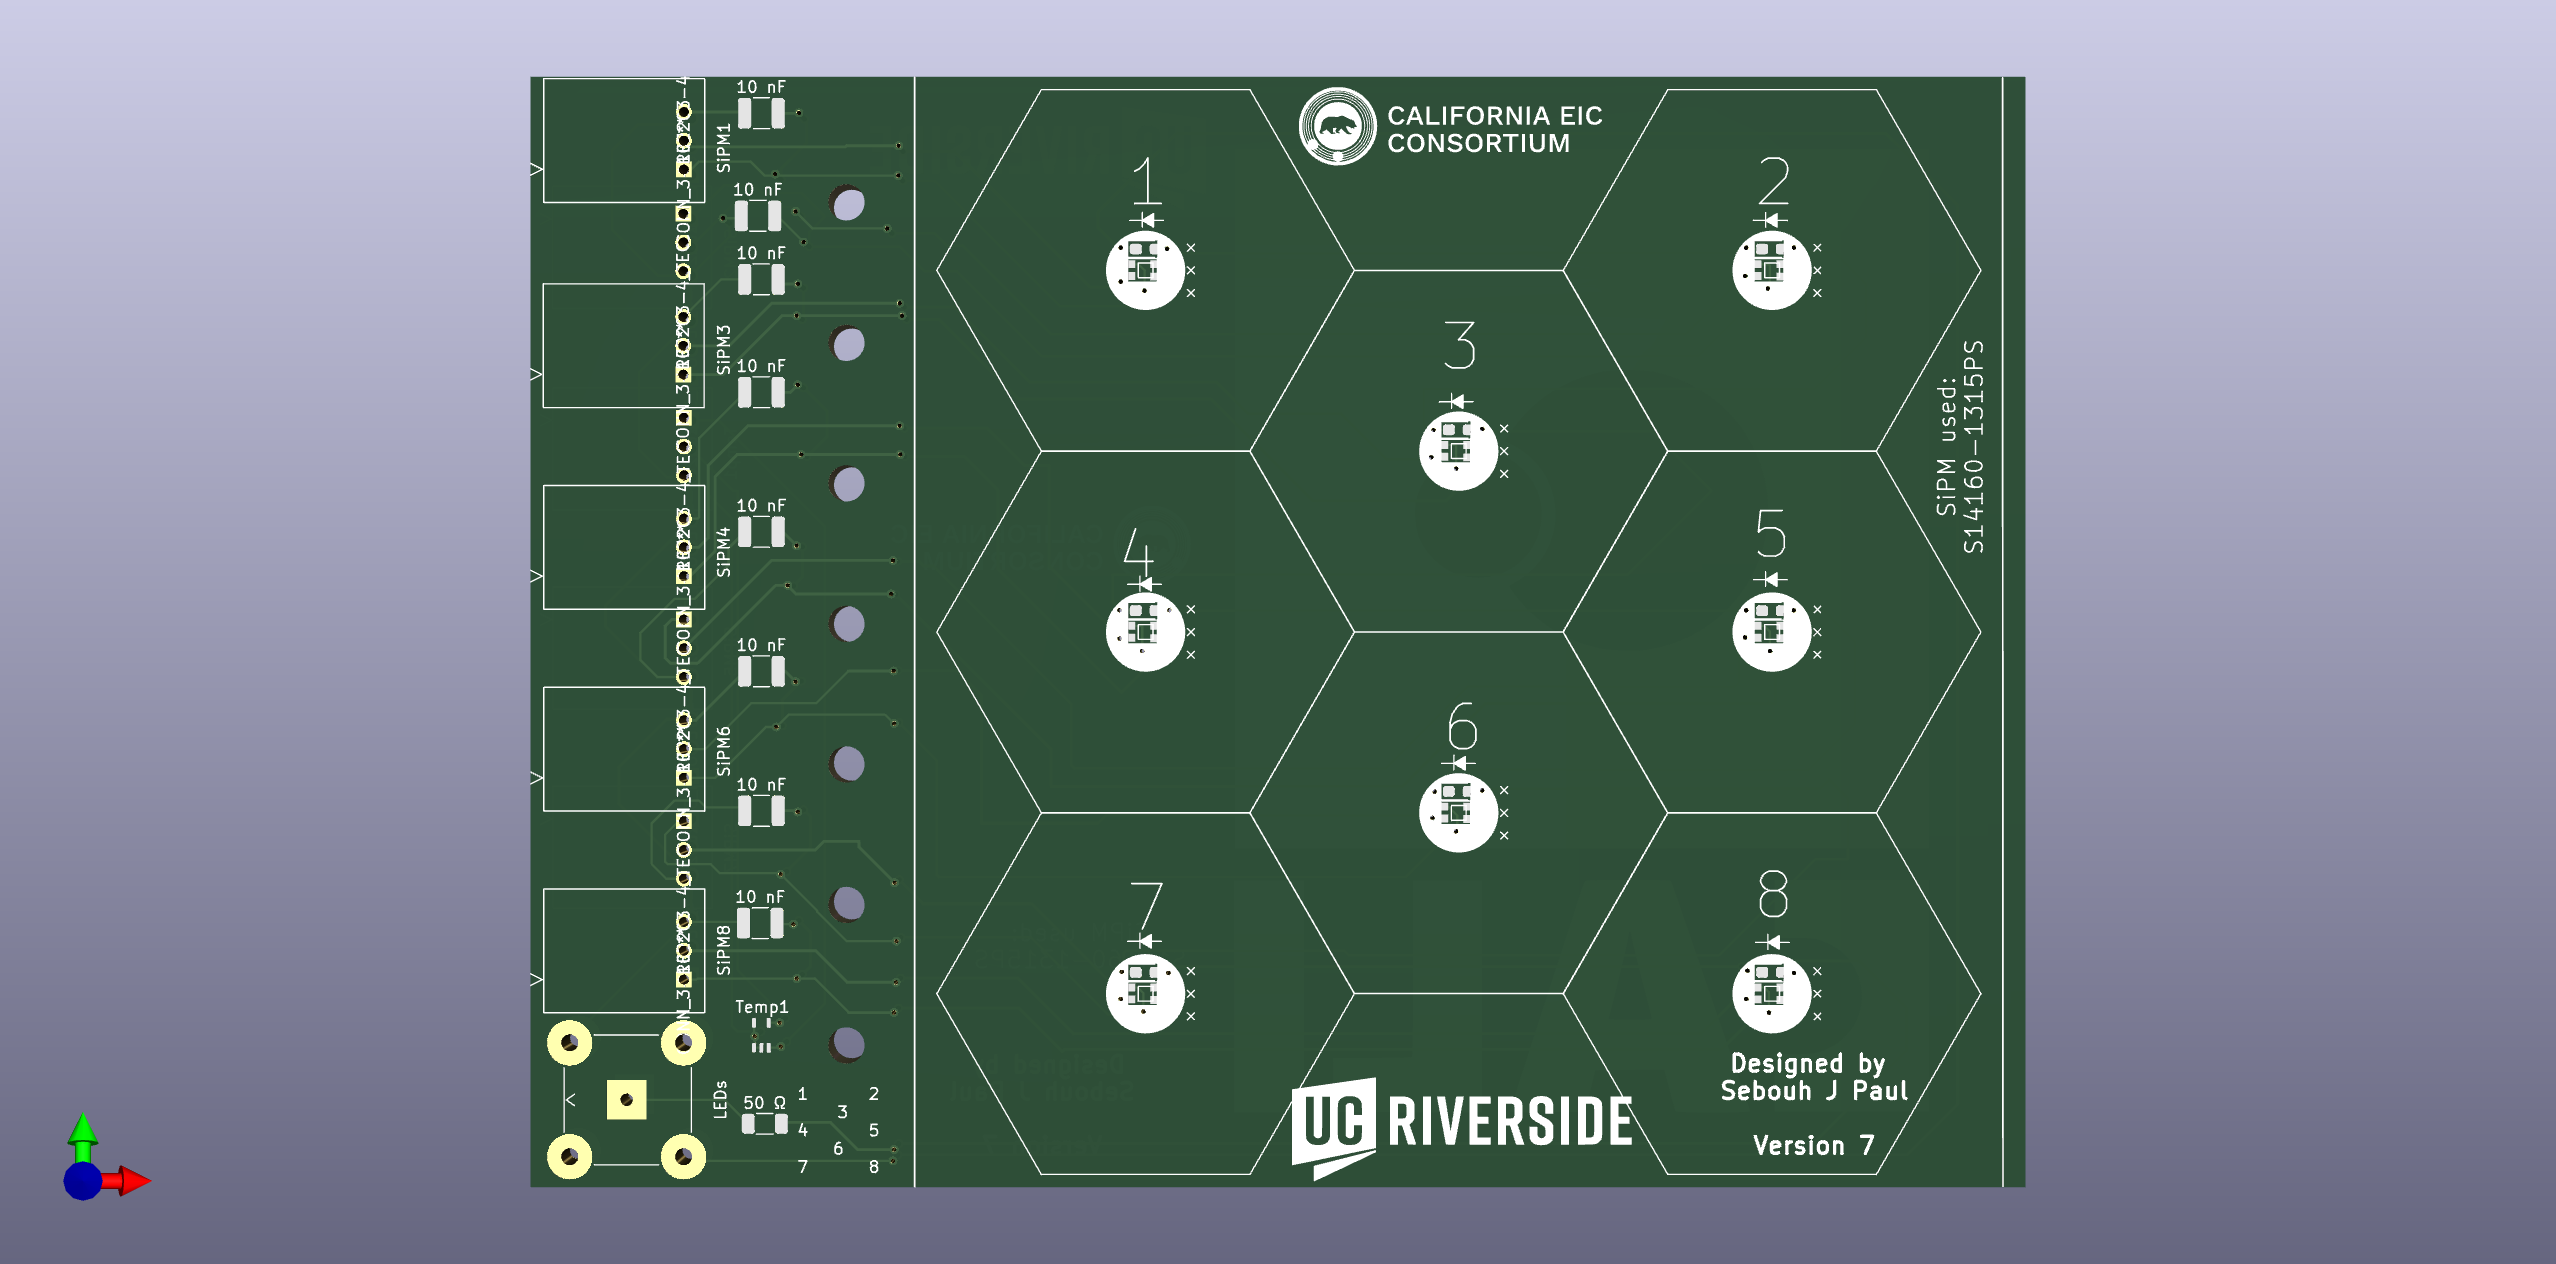 10 nF
SiPM1
10 nF
10 nF
SiPM3
10 nF
10 nF
SiPM4
10 nF
SiPM6
10 nF
10 nF
SiPM8
Temp1
LEDs
50 Ω
1 2
3
4 5
6
7 8
CALIFORNIA EIC
CONSORTIUM
1
2
3
4
5
6
7
8
SiPM used:
S14160-1315PS
UC RIVERSIDE
Designed by
Sebouh J Paul
Version 7